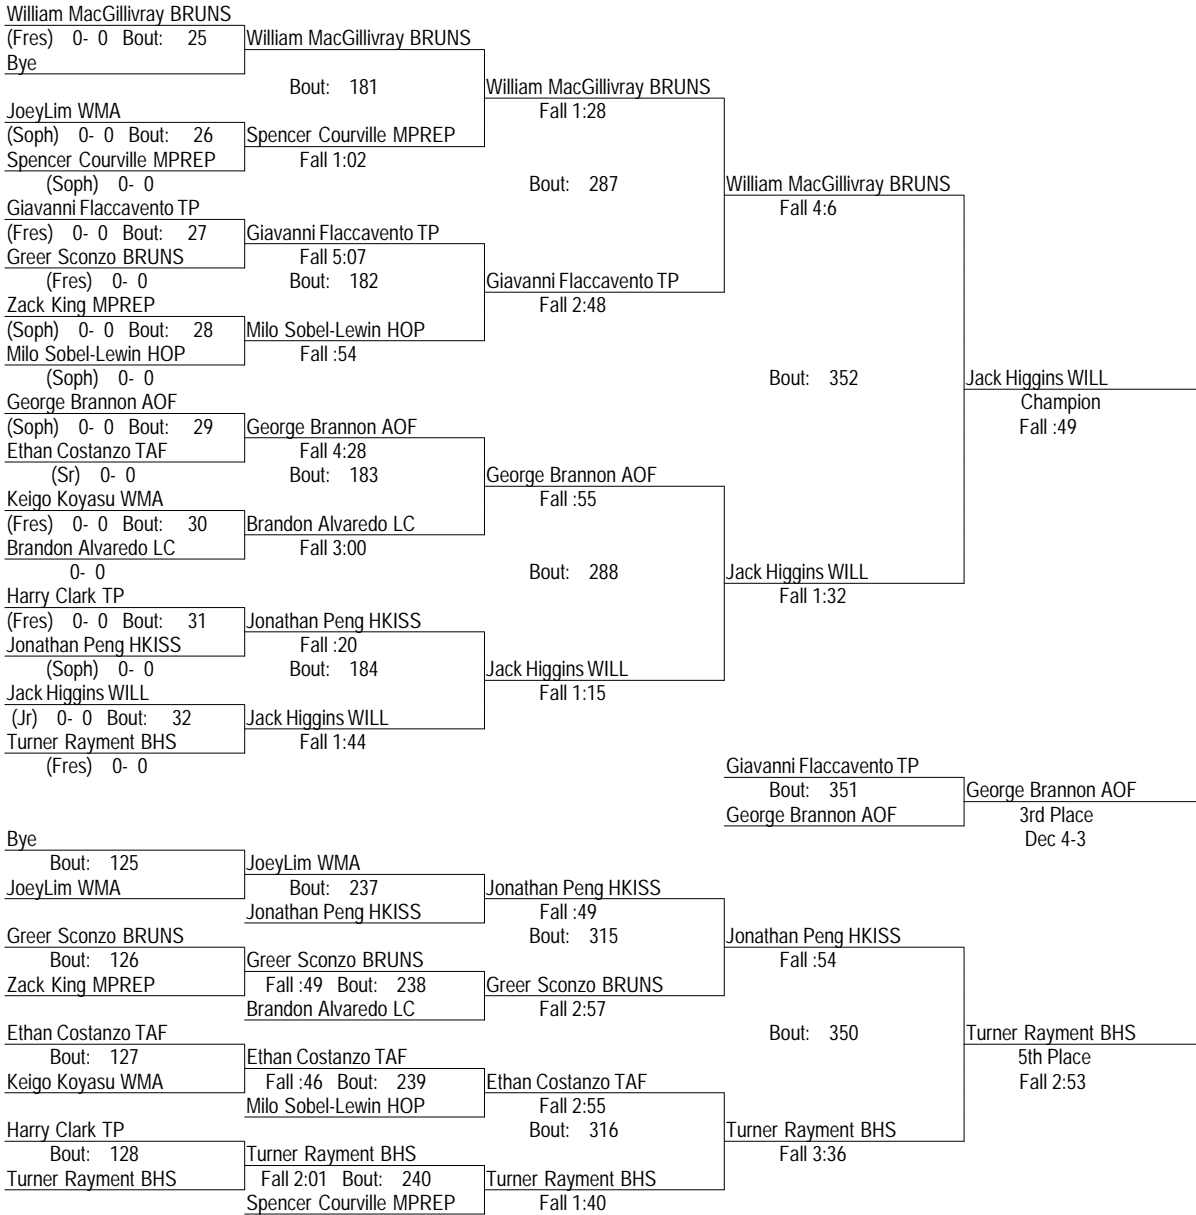 William MacGillivray BRUNS
(Fres) 0- 0 Bout: 25 William MacGillivray BRUNS
Bye
Bout: 181 William MacGillivray BRUNS
JoeyLim WMA Fall 1:28
(Soph) 0- 0 Bout: 26 Spencer Courville MPREP
Spencer Courville MPREP Fall 1:02
(Soph) 0- 0 Bout: 287 William MacGillivray BRUNS
Giavanni Flaccavento TP Fall 4:6
(Fres) 0- 0 Bout: 27 Giavanni Flaccavento TP
Greer Sconzo BRUNS Fall 5:07
(Fres) 0- 0 Bout: 182 Giavanni Flaccavento TP
Zack King MPREP Fall 2:48
(Soph) 0- 0 Bout: 28 Milo Sobel-Lewin HOP
Milo Sobel-Lewin HOP Fall :54
(Soph) 0- 0 Bout: 352 Jack Higgins WILL
George Brannon AOF Champion
(Soph) 0- 0 Bout: 29 George Brannon AOF Fall :49
Ethan Costanzo TAF Fall 4:28
(Sr) 0- 0 Bout: 183 George Brannon AOF
Keigo Koyasu WMA Fall :55
(Fres) 0- 0 Bout: 30 Brandon Alvaredo LC
Brandon Alvaredo LC Fall 3:00
0- 0 Bout: 288 Jack Higgins WILL
Harry Clark TP Fall 1:32
(Fres) 0- 0 Bout: 31 Jonathan Peng HKISS
Jonathan Peng HKISS Fall :20
(Soph) 0- 0 Bout: 184 Jack Higgins WILL
Jack Higgins WILL Fall 1:15
(Jr) 0- 0 Bout: 32 Jack Higgins WILL
Turner Rayment BHS Fall 1:44
(Fres) 0- 0 Giavanni Flaccavento TP
Bout: 351 George Brannon AOF
George Brannon AOF 3rd Place
Bye Dec 4-3
Bout: 125 JoeyLim WMA
JoeyLim WMA Bout: 237 Jonathan Peng HKISS
Jonathan Peng HKISS Fall :49
Greer Sconzo BRUNS Bout: 315 Jonathan Peng HKISS
Bout: 126 Greer Sconzo BRUNS Fall :54
Zack King MPREP Fall :49 Bout: 238 Greer Sconzo BRUNS
Brandon Alvaredo LC Fall 2:57
Ethan Costanzo TAF Bout: 350 Turner Rayment BHS
Bout: 127 Ethan Costanzo TAF 5th Place
Keigo Koyasu WMA Fall :46 Bout: 239 Ethan Costanzo TAF Fall 2:53
Milo Sobel-Lewin HOP Fall 2:55
Harry Clark TP Bout: 316 Turner Rayment BHS
Bout: 128 Turner Rayment BHS Fall 3:36
Turner Rayment BHS Fall 2:01 Bout: 240 Turner Rayment BHS
Spencer Courville MPREP Fall 1:40